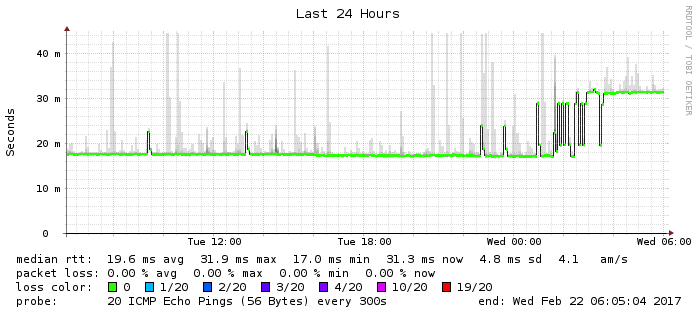 Last 24 Hours
RRDTOOL / TOBI OETIKER
Seconds
40 m
30 m
20 m
10 m
0
Tue 12:00 Tue 18:00 Wed 00:00 Wed 06:00
median rtt: 19.6 ms avg 31.9 ms max 17.0 ms min 31.3 ms now 4.8 ms sd 4.1 am/s
packet loss: 0.00 % avg 0.00 % max 0.00 % min 0.00 % now
loss color: 0 1/20 2/20 3/20 4/20 10/20 19/20
probe: 20 ICMP Echo Pings (56 Bytes) every 300s end: Wed Feb 22 06:05:04 2017